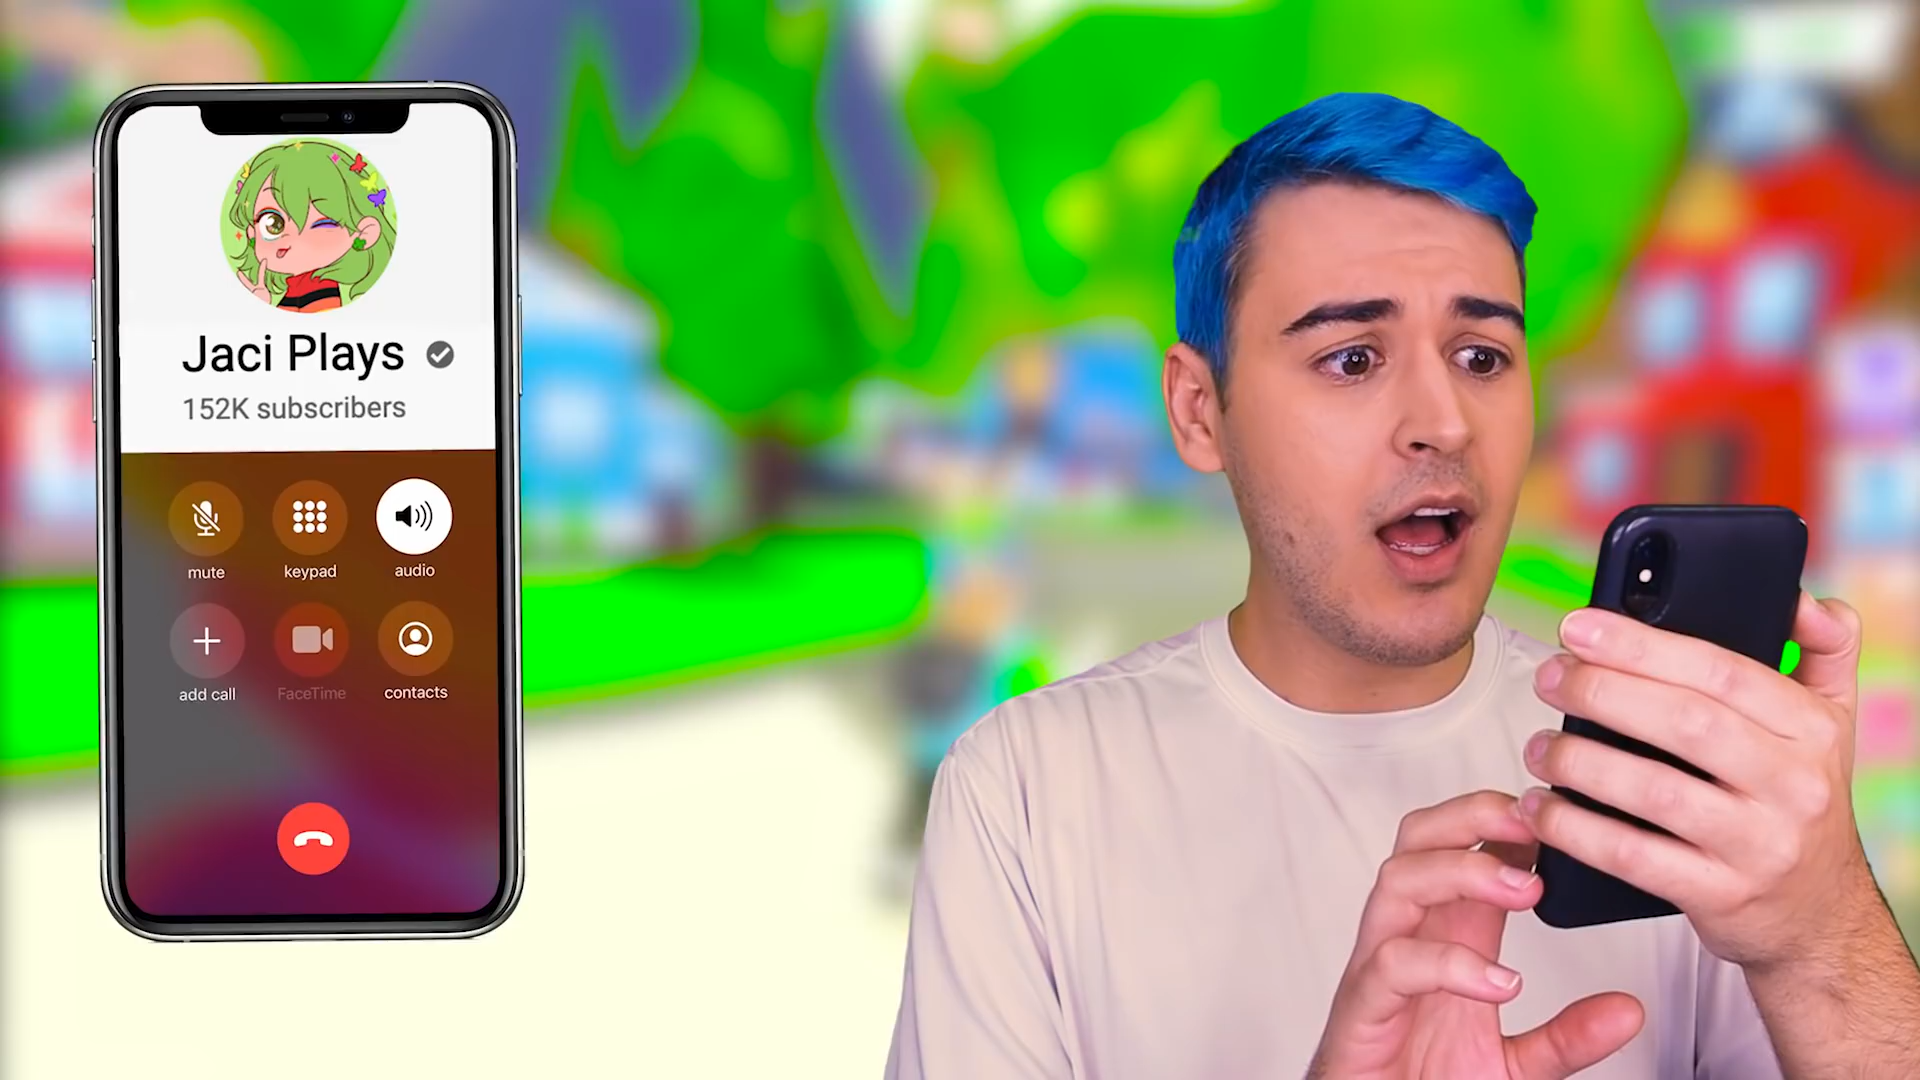 Jaci Plays
152K subscribers
mute
keypad
audio
add call
FaceTime
contacts